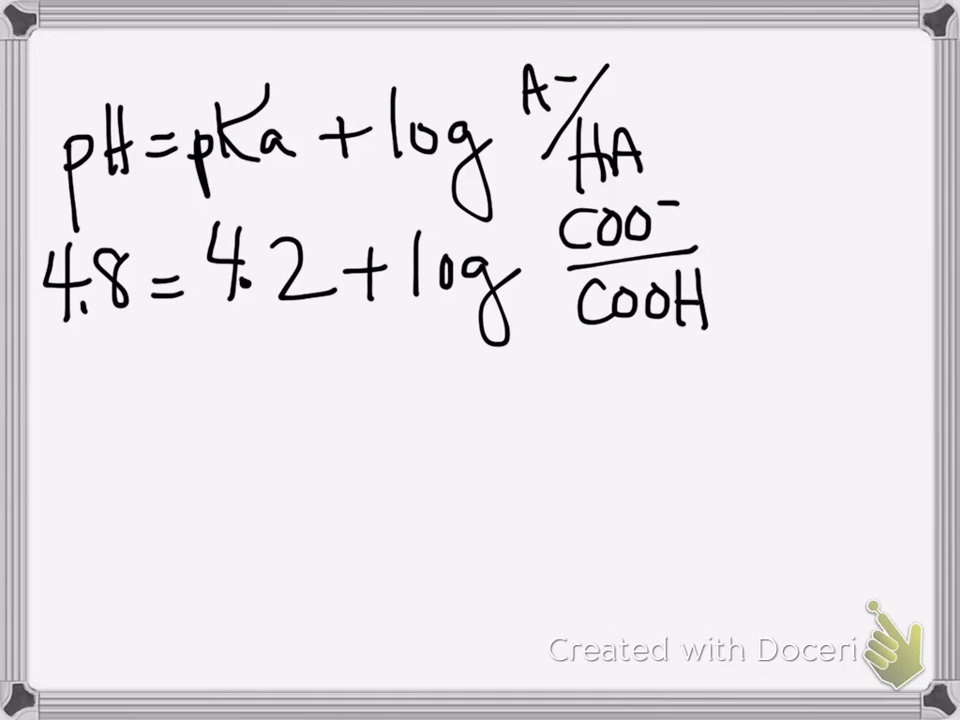 pH = pKa + log A⁻/HA
4.8 = 4.2 + log COO⁻/COOH
Created with Doceri